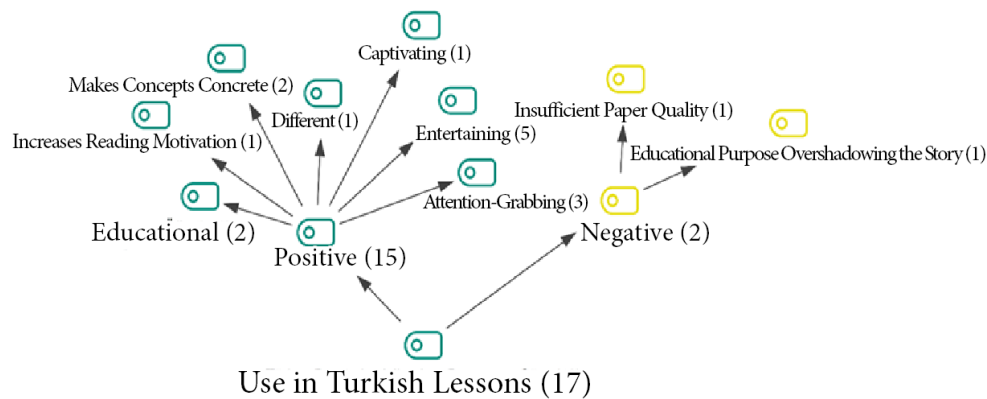 Captivating (1)
Makes Concepts Concrete (2)
Different (1)
Insufficient Paper Quality (1)
Increases Reading Motivation (1)
Entertaining (5)
Educational Purpose Overshadowing the Story (1)
Attention-Grabbing (3)
Educational (2)
Negative (2)
Positive (15)
Use in Turkish Lessons (17)